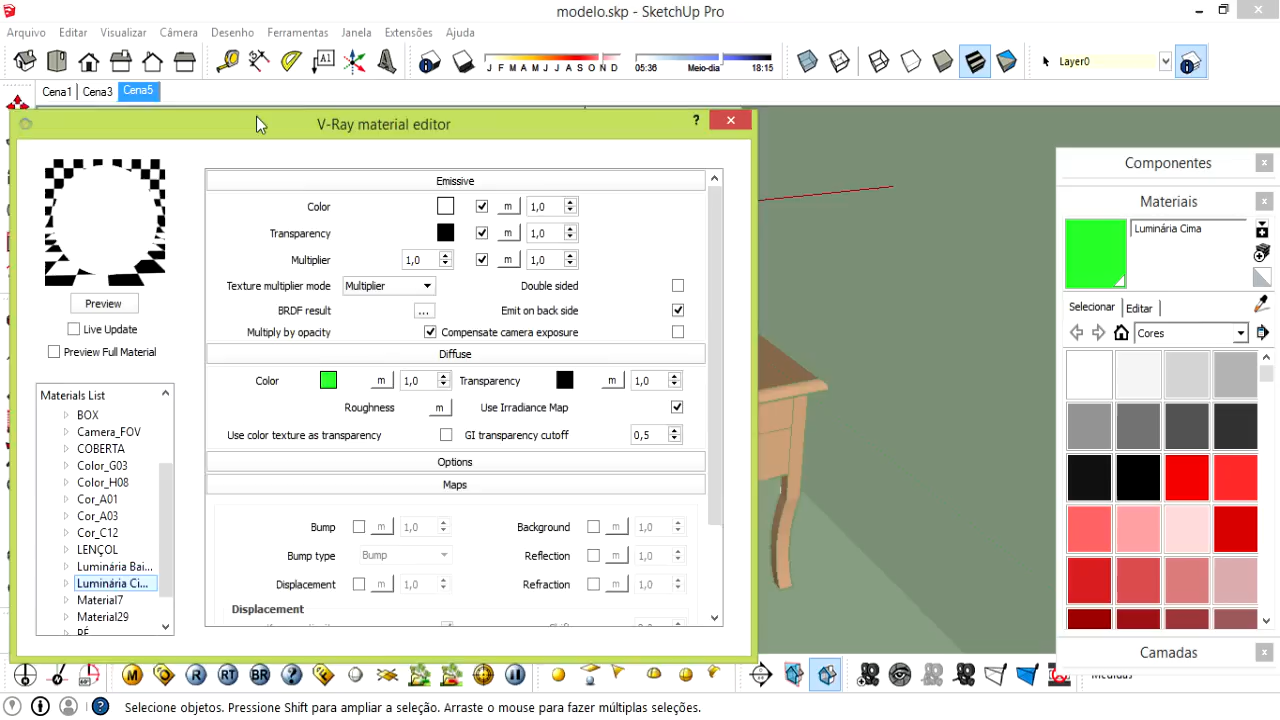 modelo.skp - SketchUp Pro
Arquivo Editar Visualizar Câmera Desenho Ferramentas Janela Extensões Ajuda
A1
J F M A M J J A S O N D
05:36 Meio-dia 18:15
Layer0
Cena1 Cena3 Cena5
V-Ray material editor
?
Emissive
Color m 1,0
Transparency m 1,0
Multiplier 1,0 m 1,0
Texture multiplier mode Multiplier Double sided
BRDF result ... Emit on back side
Multiply by opacity Compensate camera exposure
Diffuse
Color m 1,0 Transparency m 1,0
Roughness m Use Irradiance Map
Use color texture as transparency GI transparency cutoff 0,5
Options
Maps
Bump m 1,0 Background m 1,0
Bump type Bump Reflection m 1,0
Displacement m 1,0 Refraction m 1,0
Displacement
Preview
Live Update
Preview Full Material
Materials List
BOX
Camera_FOV
COBERTA
Color_G03
Color_H08
Cor_A01
Cor_A03
Cor_C12
LENÇOL
Luminária Bai...
Luminária Ci...
Material7
Material29
PÉ
Componentes
Materiais
Luminária Cima
Selecionar Editar
Cores
Camadas
M R RT BR ?
Medidas
Selecione objetos. Pressione Shift para ampliar a seleção. Arraste o mouse para fazer múltiplas seleções.